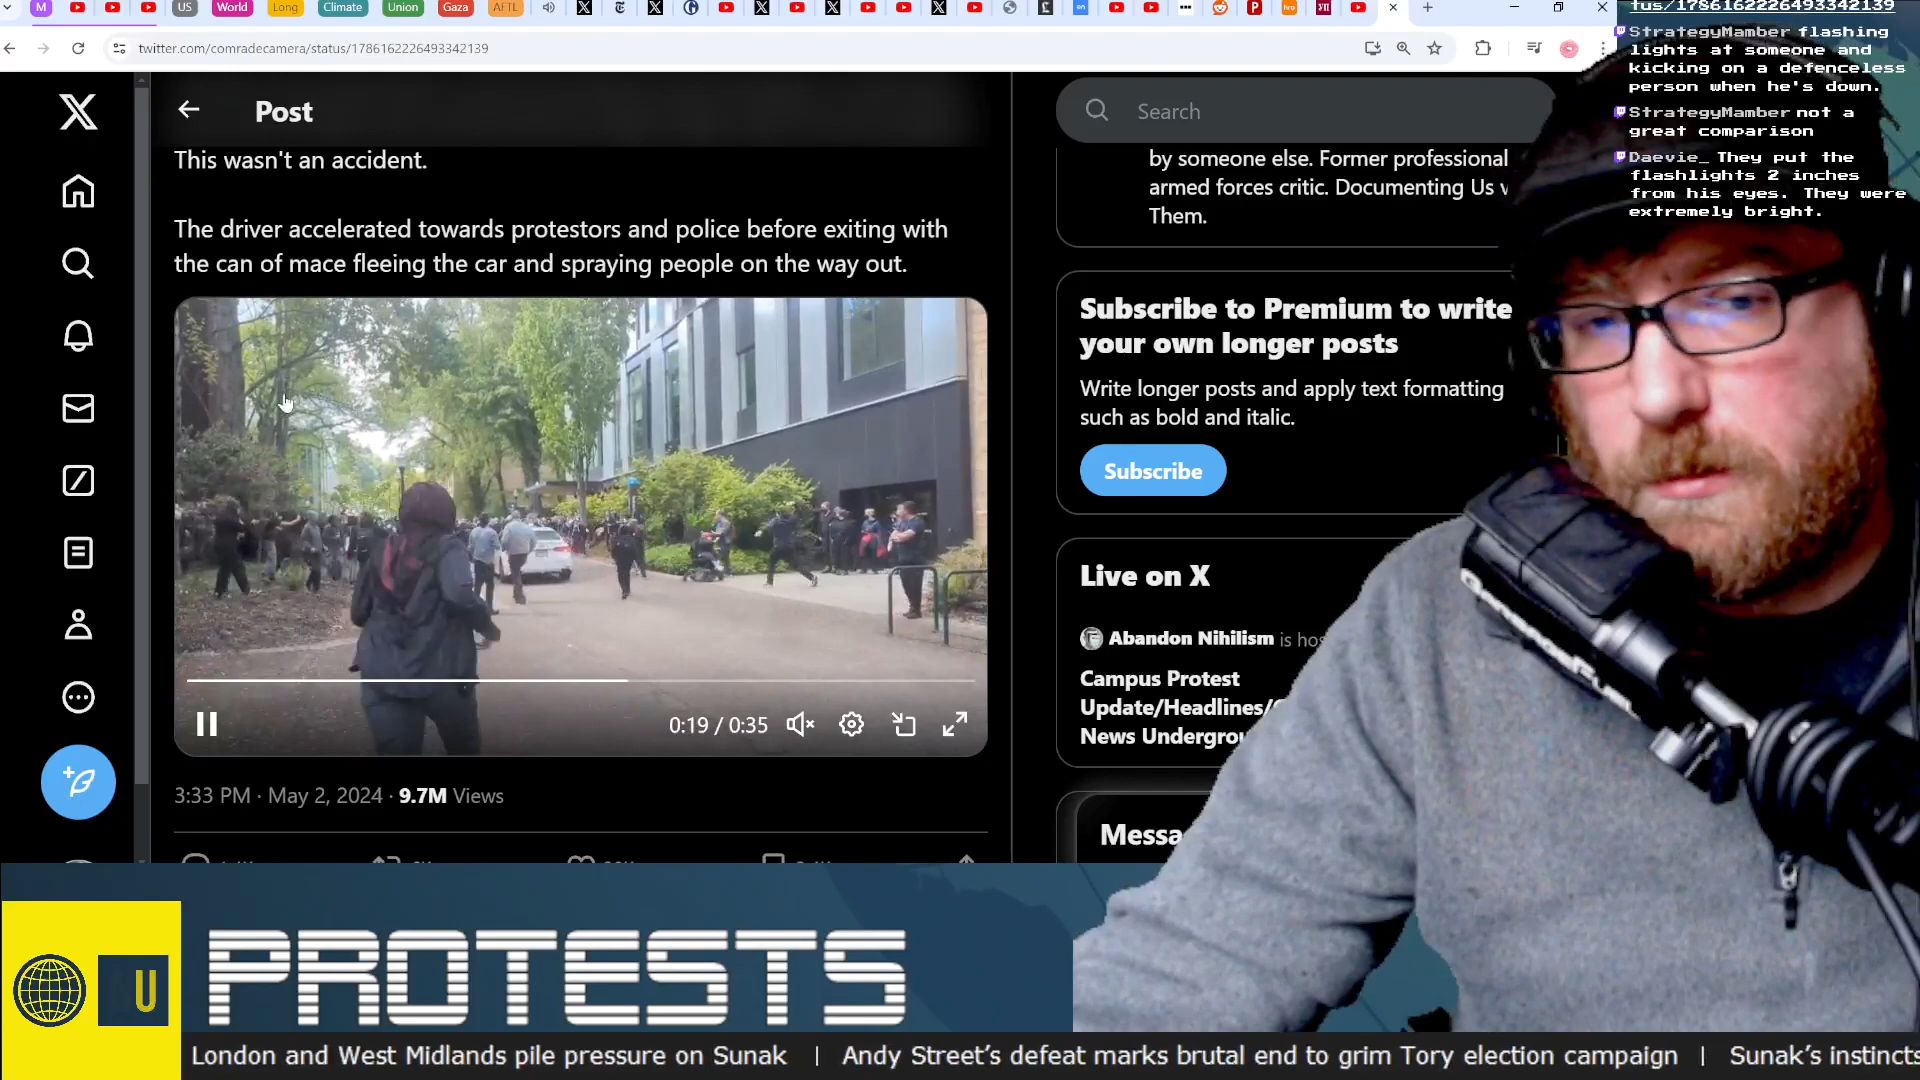 M
US
World
Long
Climate
Union
Gaza
AFTL
twitter.com/comradecamera/status/1786162226493342139
tus/1786162226493342139
StrategyMamber flashing
lights at someone and
kicking on a defenceless
person when he's down.
StrategyMamber not a
great comparison
Daevie_ They put the
flashlights 2 inches
from his eyes. They were
extremely bright.
Post
This wasn't an accident.
The driver accelerated towards protestors and police before exiting with
the can of mace fleeing the car and spraying people on the way out.
0:19 / 0:35
3:33 PM · May 2, 2024 · 9.7M Views
Search
by someone else. Former professional
armed forces critic. Documenting Us v
Them.
Subscribe to Premium to write
your own longer posts
Write longer posts and apply text formatting
such as bold and italic.
Subscribe
Live on X
Abandon Nihilism is hos
Campus Protest
Update/Headlines/
News Undergrou
Messa
U
PROTESTS
London and West Midlands pile pressure on Sunak | Andy Street's defeat marks brutal end to grim Tory election campaign | Sunak's instincts